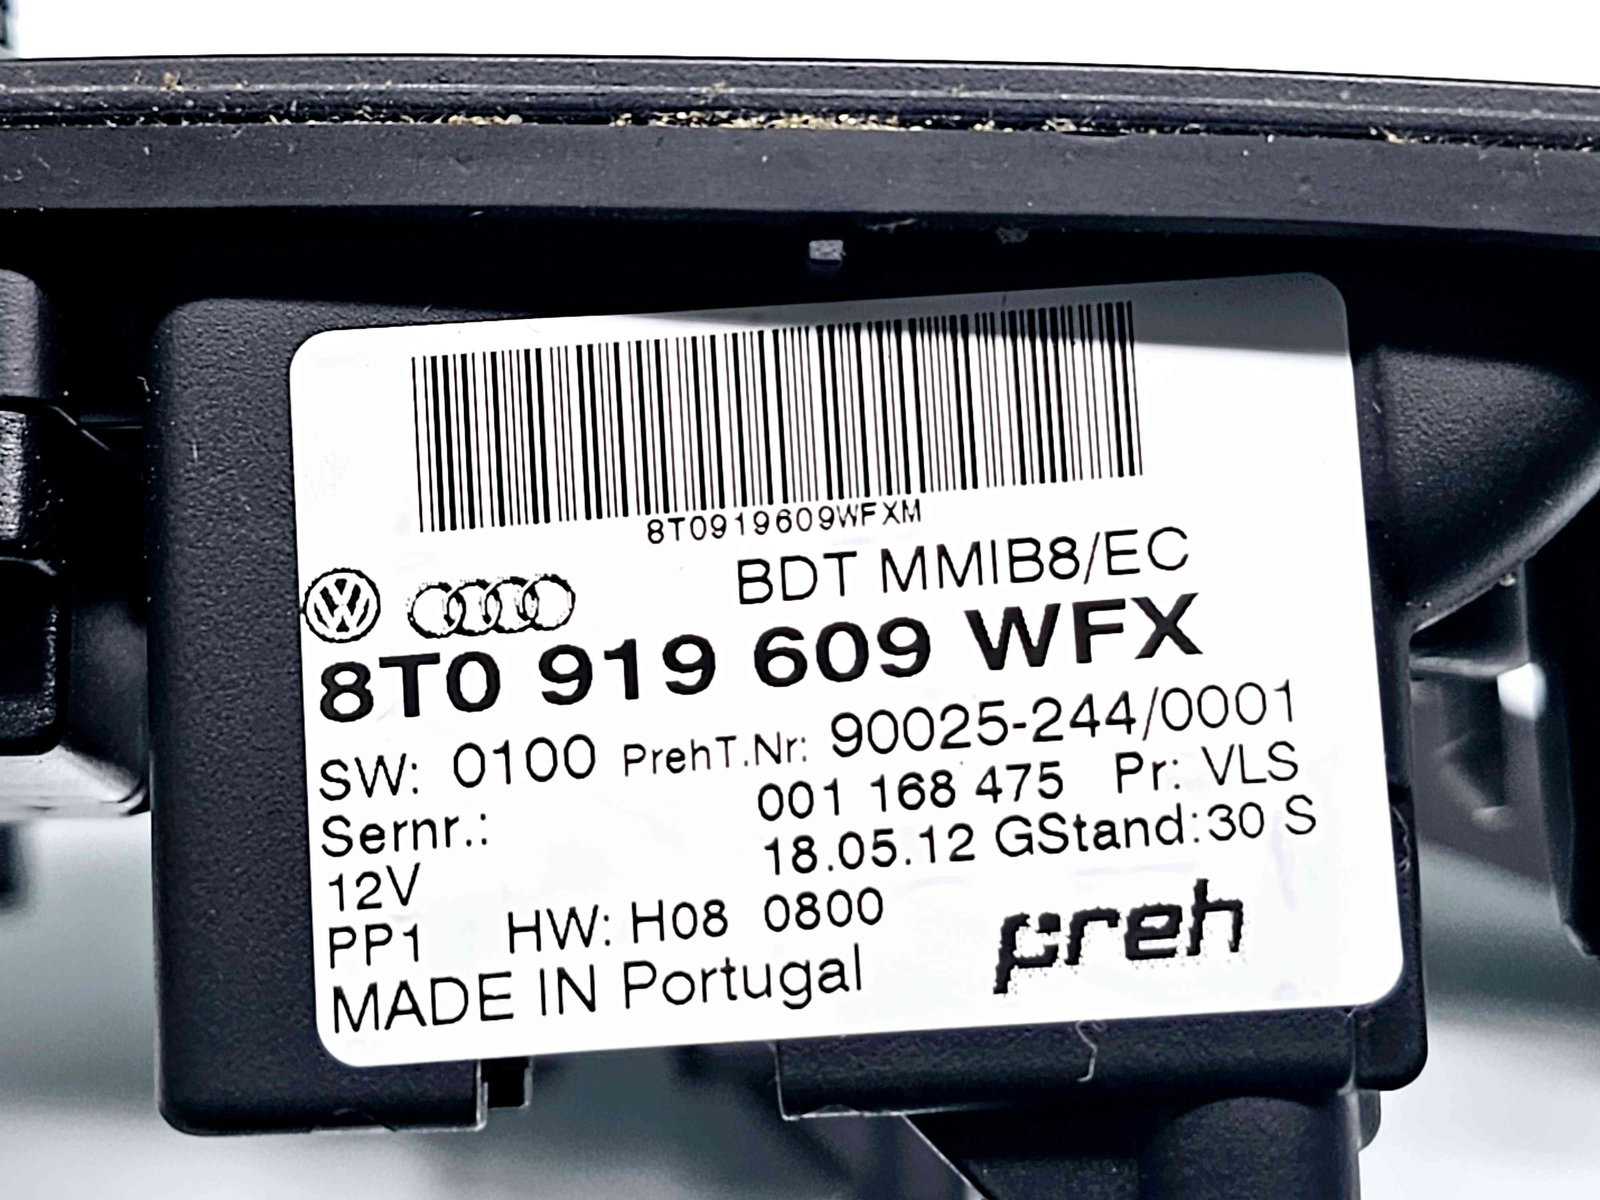 8T0919609WFXM
BDT MMIB8/EC
8T0 919 609 WFX
SW: 0100 PrehT.Nr: 90025-244/0001
Sernr.: 001 168 475 Pr: VLS
12V 18.05.12 GStand:30 S
PP1 HW: H08 0800
MADE IN Portugal
preh